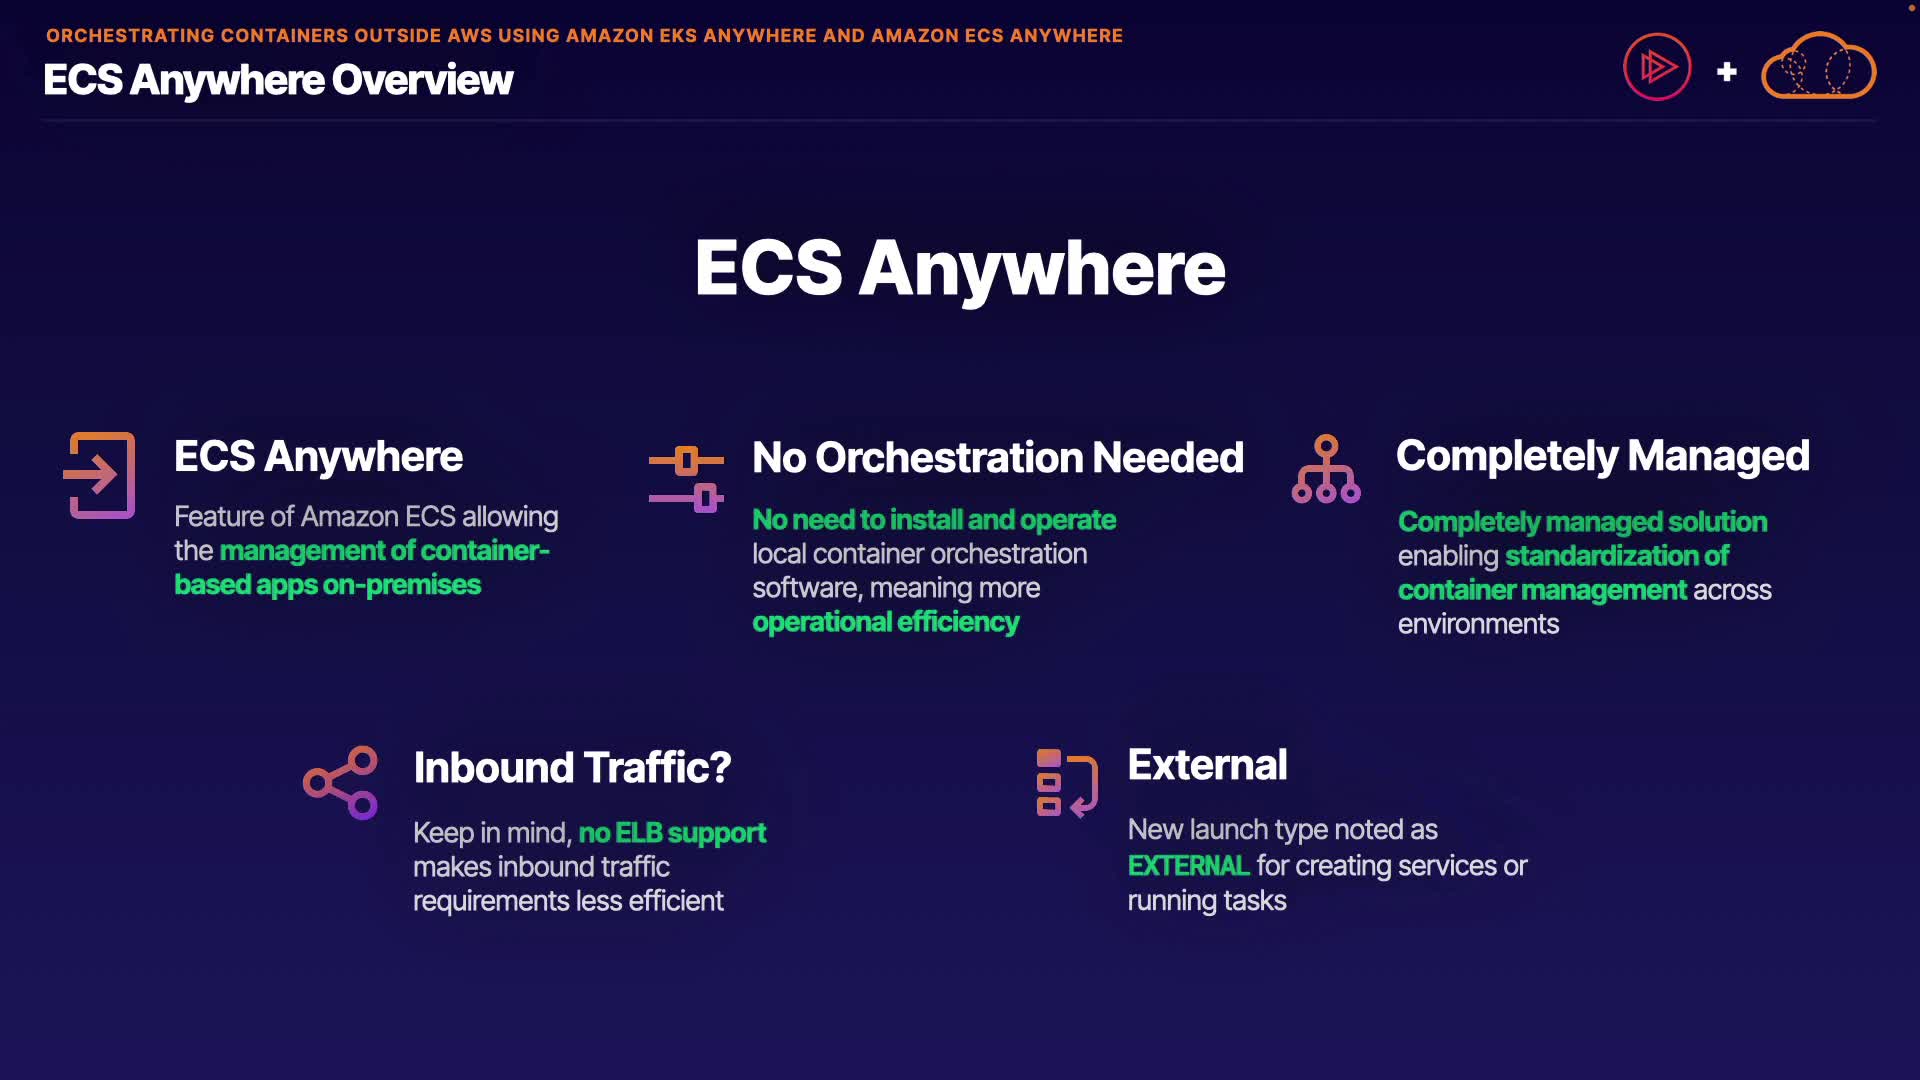 ORCHESTRATING CONTAINERS OUTSIDE AWS USING AMAZON EKS ANYWHERE AND AMAZON ECS ANYWHERE
ECS Anywhere Overview
ECS Anywhere
ECS Anywhere
Feature of Amazon ECS allowing
the management of container-
based apps on-premises
No Orchestration Needed
No need to install and operate
local container orchestration
software, meaning more
operational efficiency
Completely Managed
Completely managed solution
enabling standardization of
container management across
environments
Inbound Traffic?
Keep in mind, no ELB support
makes inbound traffic
requirements less efficient
External
New launch type noted as
EXTERNAL for creating services or
running tasks